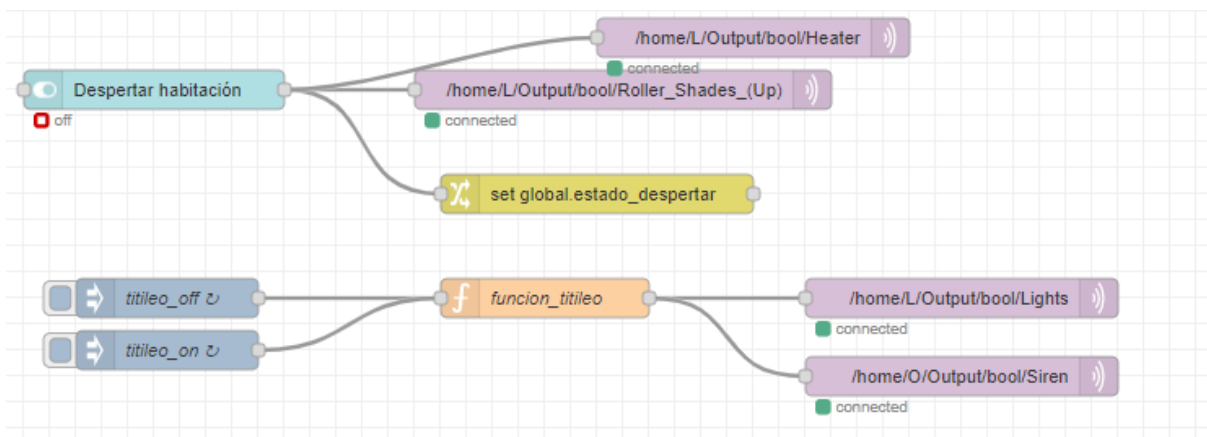 /home/L/Output/bool/Heater
connected
Despertar habitación
/home/L/Output/bool/Roller_Shades_(Up)
off
connected
set global.estado_despertar
titileo_off ↻
funcion_titileo
/home/L/Output/bool/Lights
connected
titileo_on ↻
/home/O/Output/bool/Siren
connected